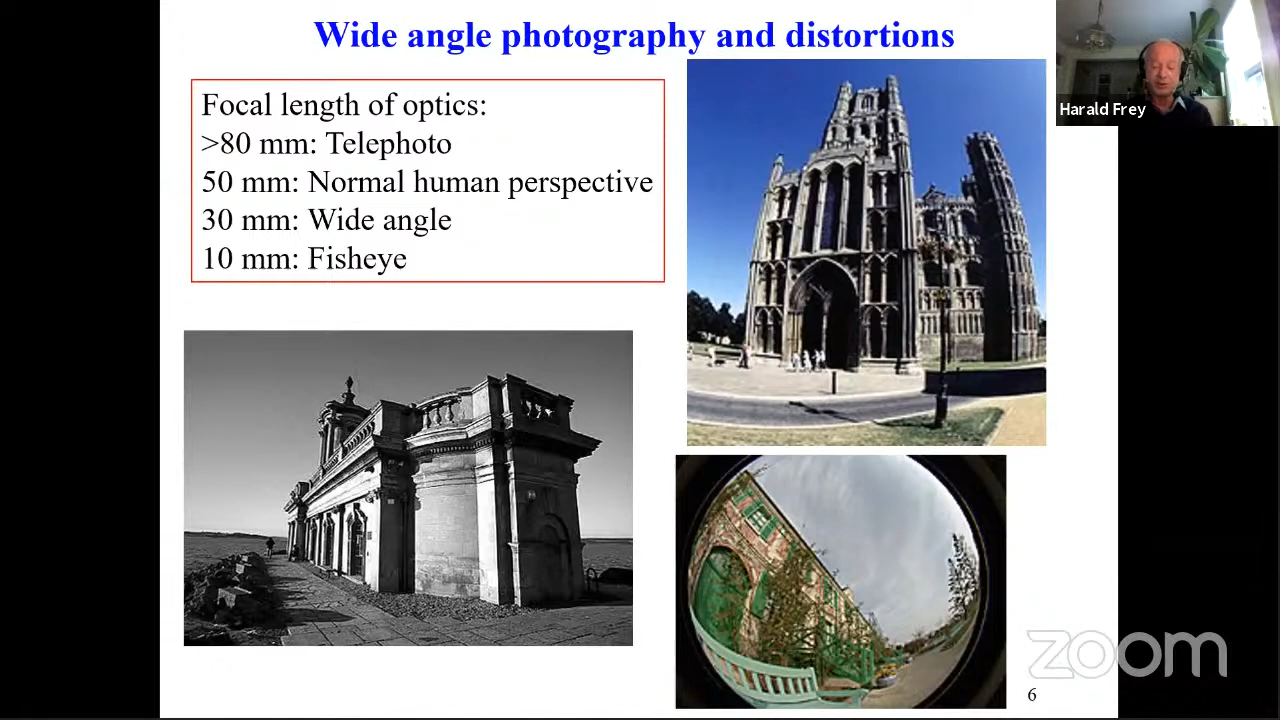 Wide angle photography and distortions
Focal length of optics:
>80 mm: Telephoto
50 mm: Normal human perspective
30 mm: Wide angle
10 mm: Fisheye
Harald Frey
zoom
6